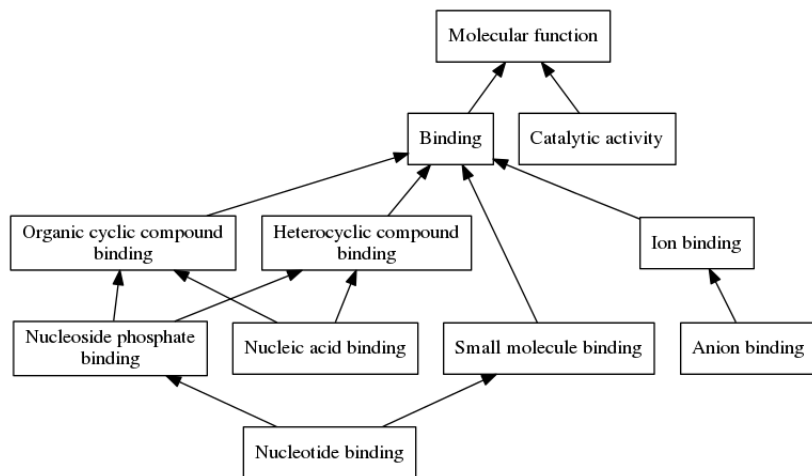 Molecular function
Binding
Catalytic activity
Organic cyclic compound
binding
Heterocyclic compound
binding
Ion binding
Nucleoside phosphate
binding
Nucleic acid binding
Small molecule binding
Anion binding
Nucleotide binding